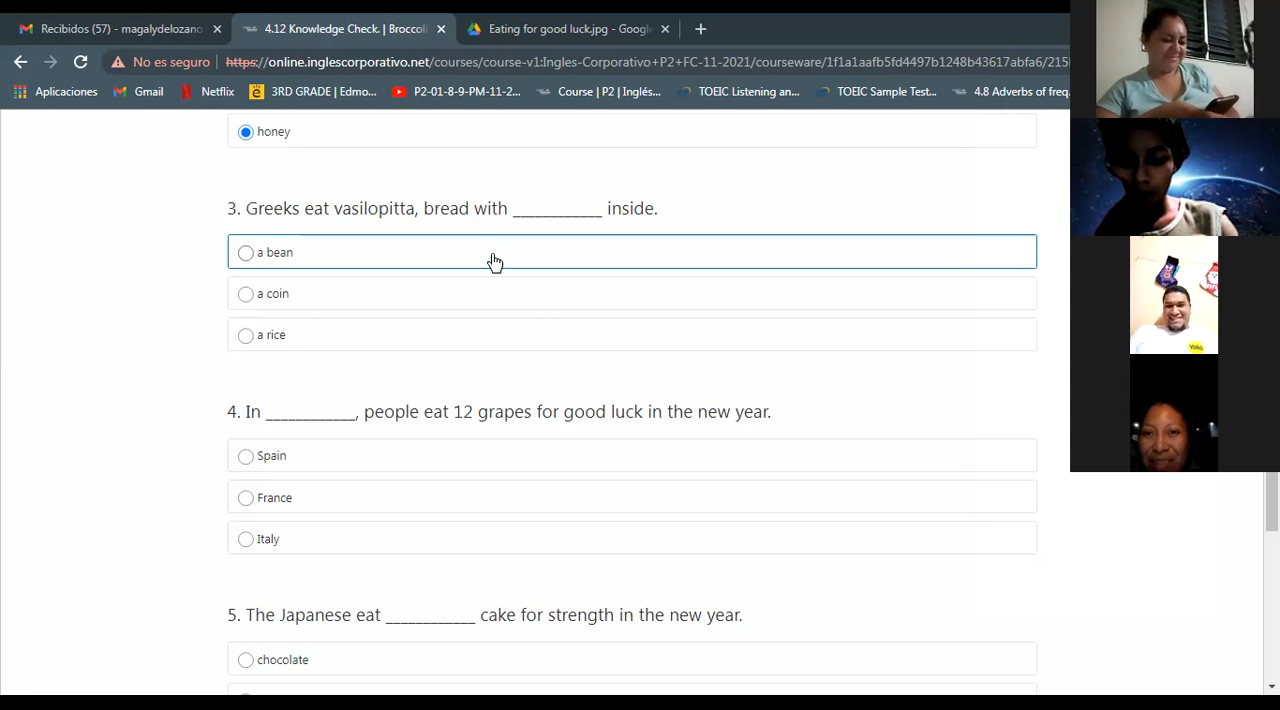 Recibidos (57) - magalydelozano
4.12 Knowledge Check. | Broccoli
Eating for good luck.jpg - Google
No es seguro
https://online.inglescorporativo.net/courses/course-v1:Ingles-Corporativo+P2+FC-11-2021/courseware/1f1a1aafb5fd4497b1248b43617abfa6/215
Aplicaciones
Gmail
Netflix
3RD GRADE | Edmo...
P2-01-8-9-PM-11-2...
Course | P2 | Inglés...
TOEIC Listening an...
TOEIC Sample Test...
4.8 Adverbs of freq.
honey
3. Greeks eat vasilopitta, bread with ____________ inside.
a bean
a coin
a rice
4. In ____________, people eat 12 grapes for good luck in the new year.
Spain
France
Italy
5. The Japanese eat ____________ cake for strength in the new year.
chocolate